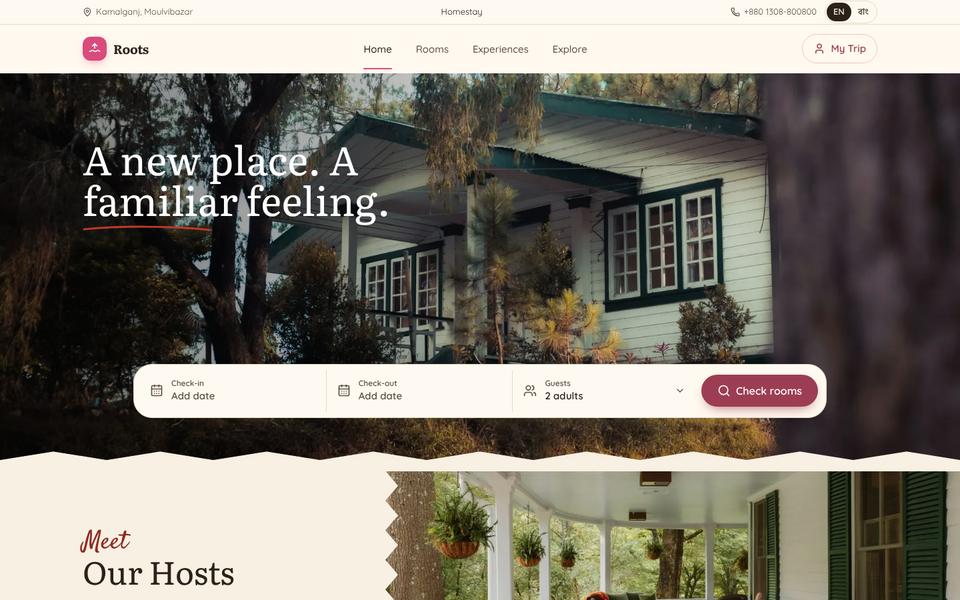 Kamalganj, Moulvibazar
Homestay
+880 1308-800800
EN
বাং
Roots
Home
Rooms
Experiences
Explore
My Trip
A new place. A
familiar feeling.
Check-in
Add date
Check-out
Add date
Guests
2 adults
Check rooms
Meet
Our Hosts